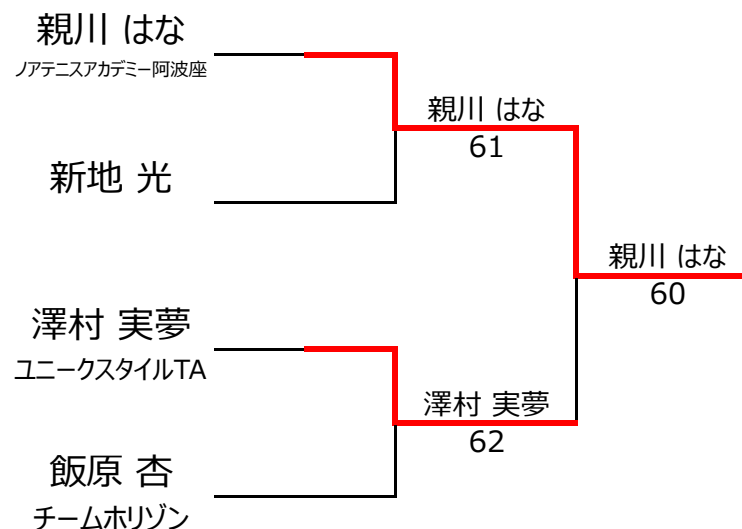 親川 はな
ノアテニスアカデミー阿波座
新地 光
澤村 実夢
ユニークスタイルTA
飯原 杏
チームホリゾン
親川 はな
61
澤村 実夢
62
親川 はな
60